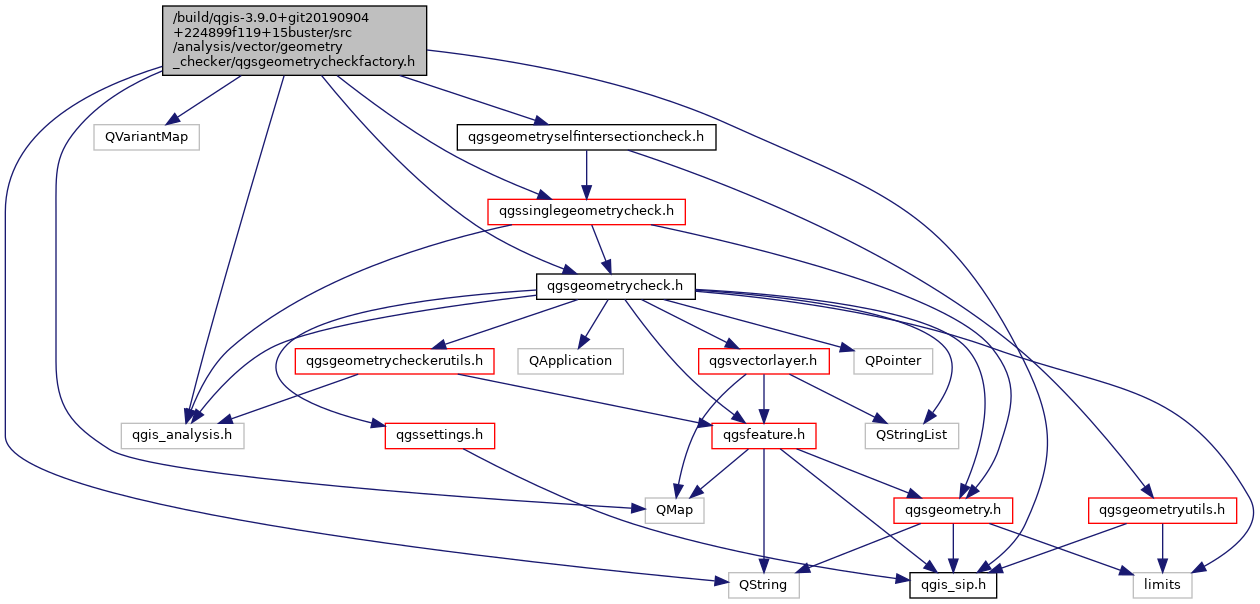 /build/qgis-3.9.0+git20190904
+224899f119+15buster/src
/analysis/vector/geometry
_checker/qgsgeometrycheckfactory.h
QVariantMap
qgsgeometryselfintersectioncheck.h
qgssinglegeometrycheck.h
qgsgeometrycheck.h
qgsgeometrycheckerutils.h
QApplication
qgsvectorlayer.h
QPointer
qgis_analysis.h
qgssettings.h
qgsfeature.h
QStringList
QMap
qgsgeometry.h
qgsgeometryutils.h
QString
qgis_sip.h
limits